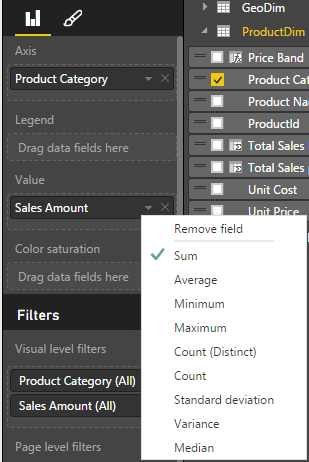 Axis
Product Category
Legend
Drag data fields here
Value
Sales Amount
Color saturation
Drag data fields here
Filters
Visual level filters
Product Category (All)
Sales Amount (All)
Page level filters
GeoDim
ProductDim
Price Band
Product Cat
Product Na
ProductId
Total Sales
Total Sales
Unit Cost
Unit Price
Remove field
Sum
Average
Minimum
Maximum
Count (Distinct)
Count
Standard deviation
Variance
Median